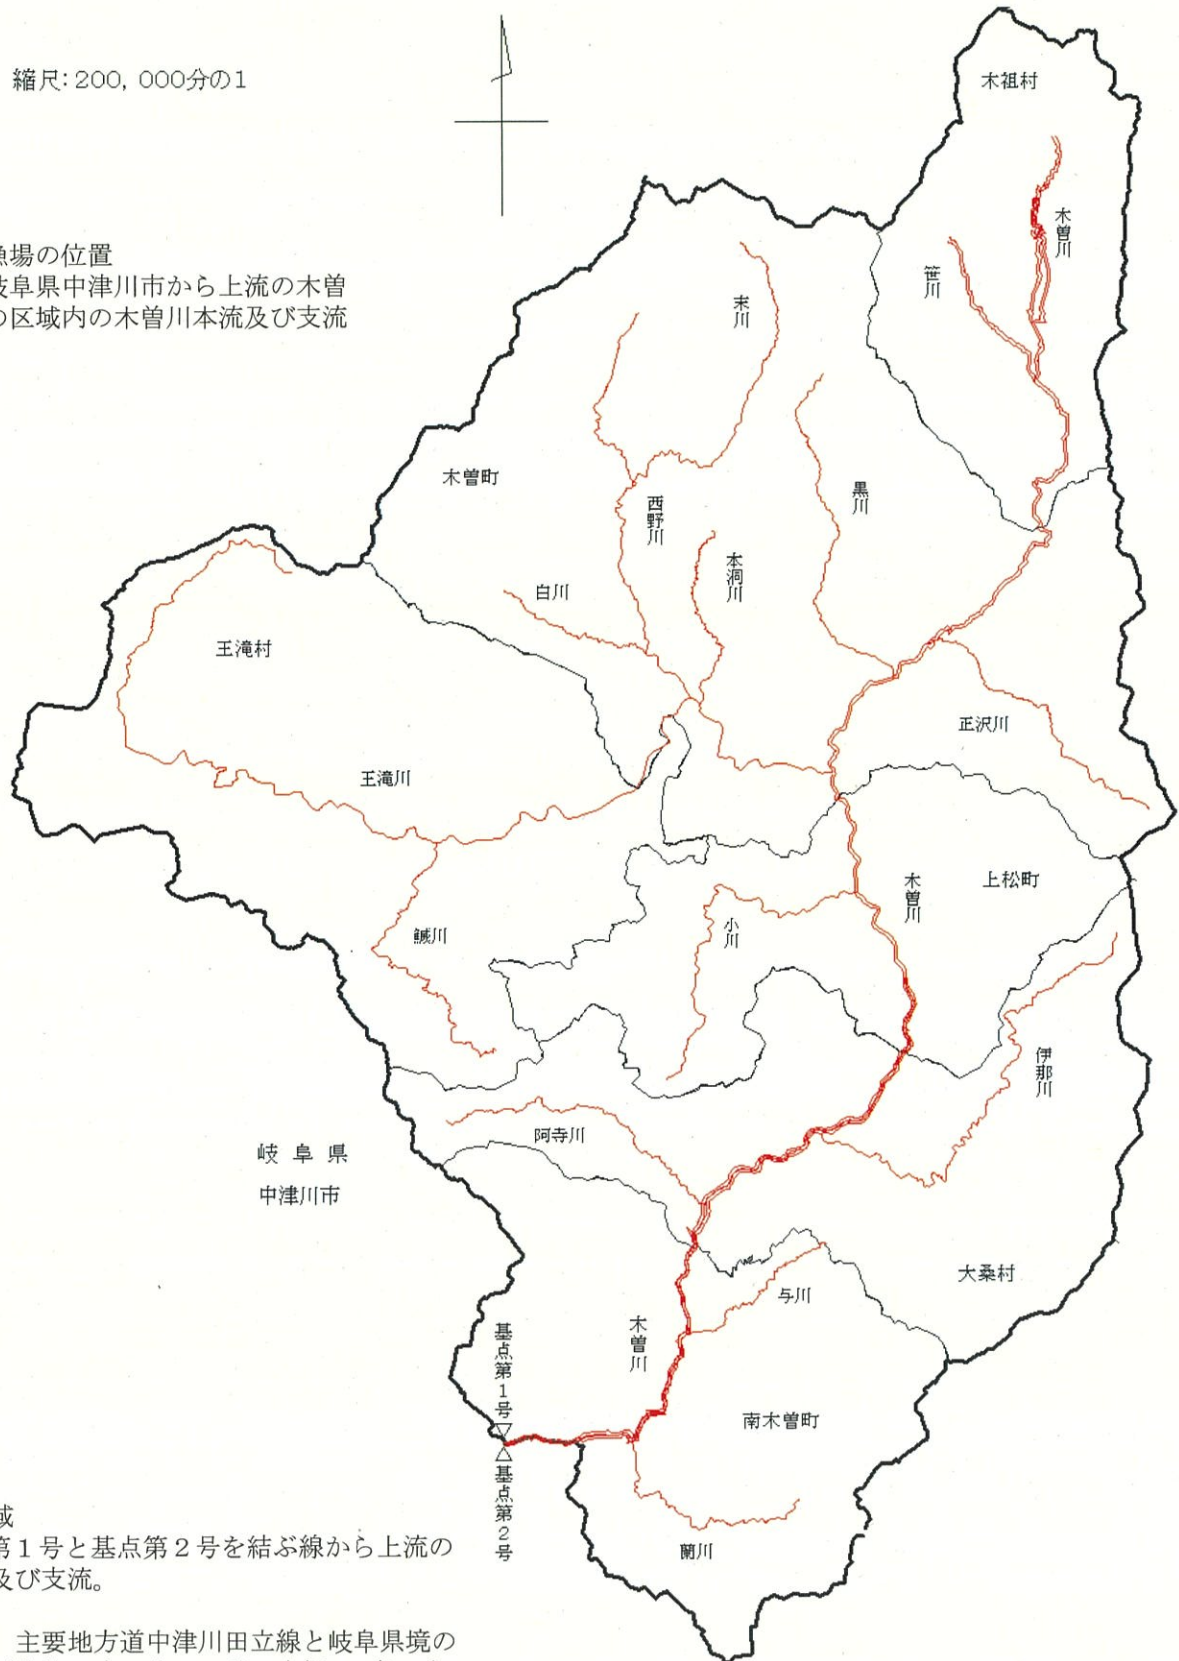 縮尺:200,000分の1
木祖村
漁場の位置
岐阜県中津川市から上流の木曽
の区域内の木曽川本流及び支流
木曽川
笹川
末川
木曽町
西野川
黒川
本洞川
白川
王滝村
正沢川
王滝川
木曽川
上松町
小川
鯎川
伊那川
阿寺川
岐阜県
中津川市
大桑村
与川
木曽川
基点第1号
南木曽町
基点第2号
蘭川
域
第1号と基点第2号を結ぶ線から上流の
及び支流。
主要地方道中津川田立線と岐阜県境の